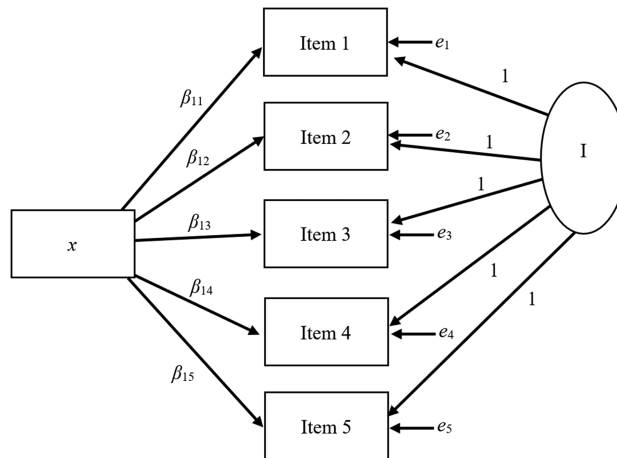 Item 1
e1
1
β11
Item 2
e2
1
β12
I
1
Item 3
e3
β13
x
1
β14
Item 4
e4
1
β15
Item 5
e5